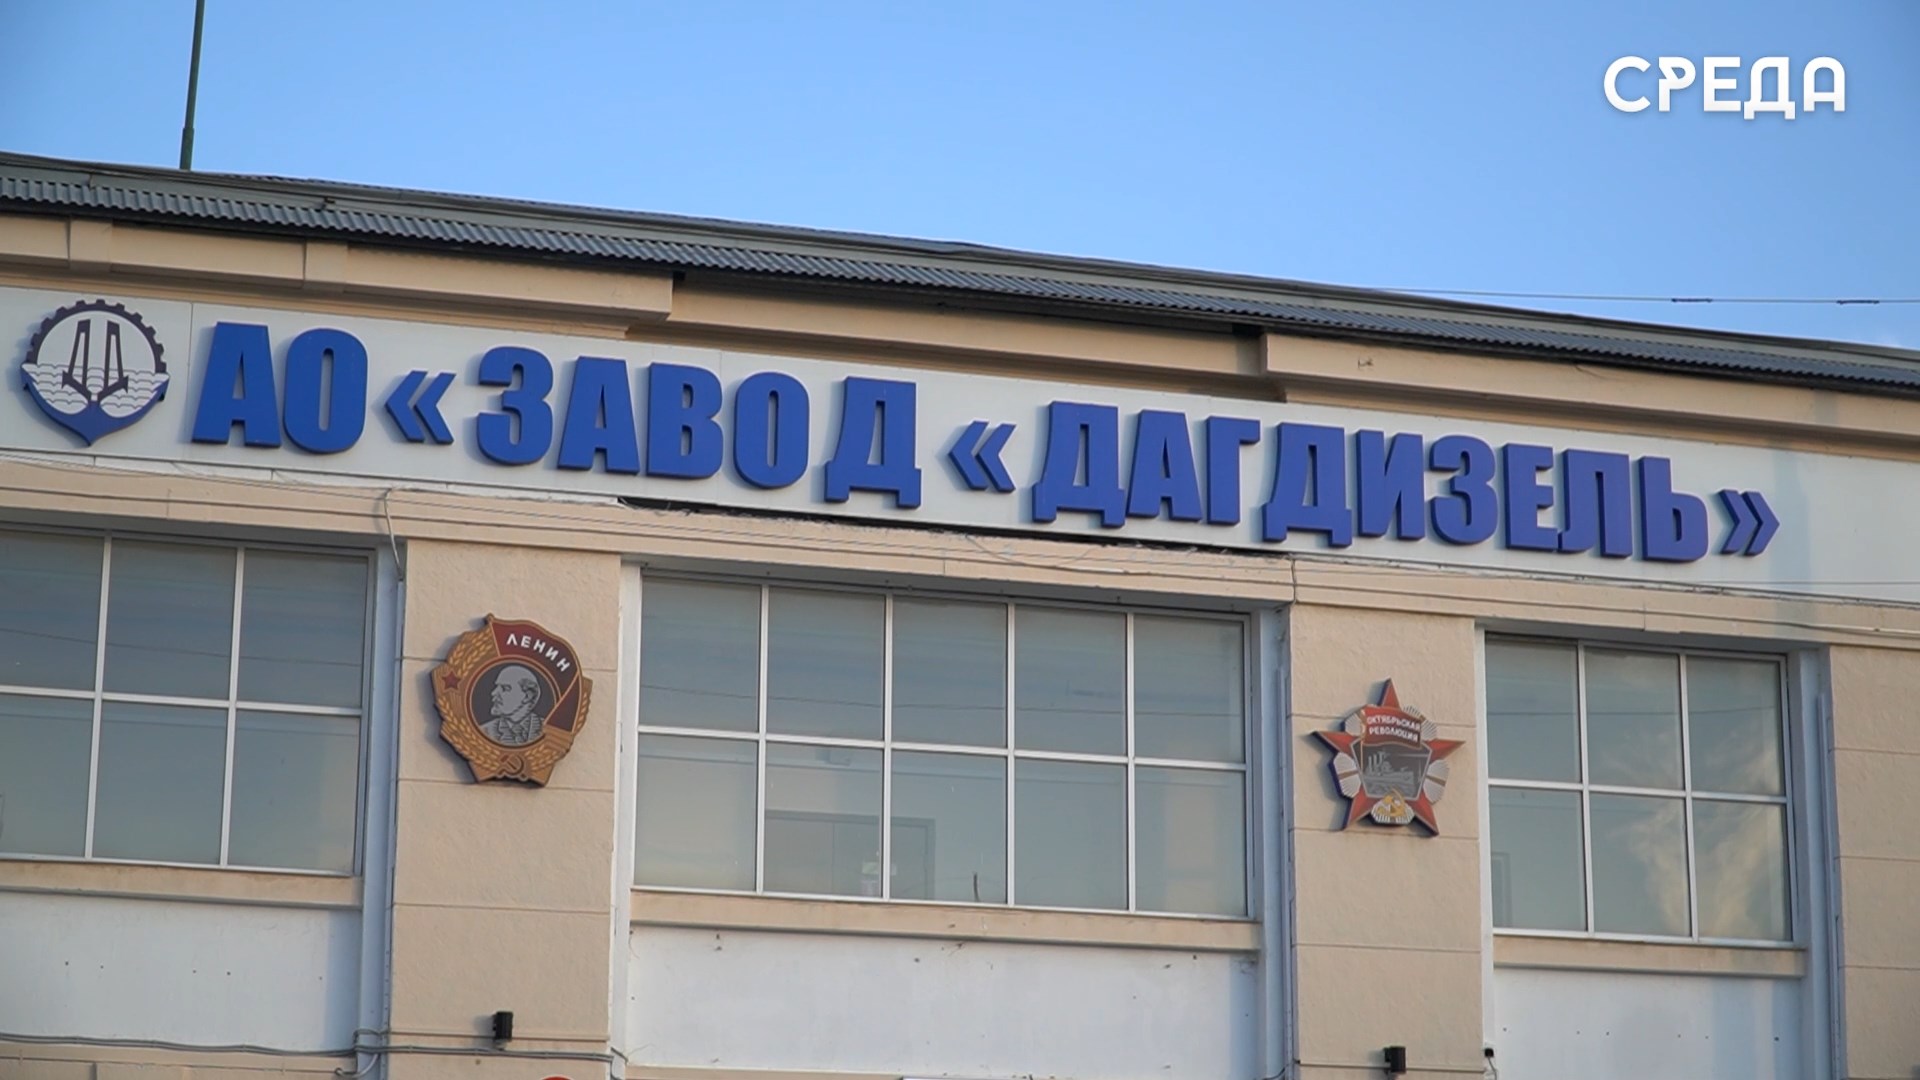 СРЕДА
АО «ЗАВОД «ДАГДИЗЕЛЬ»
ЛЕНИН
ОКТЯБРЬСКАЯ
РЕВОЛЮЦИЯ